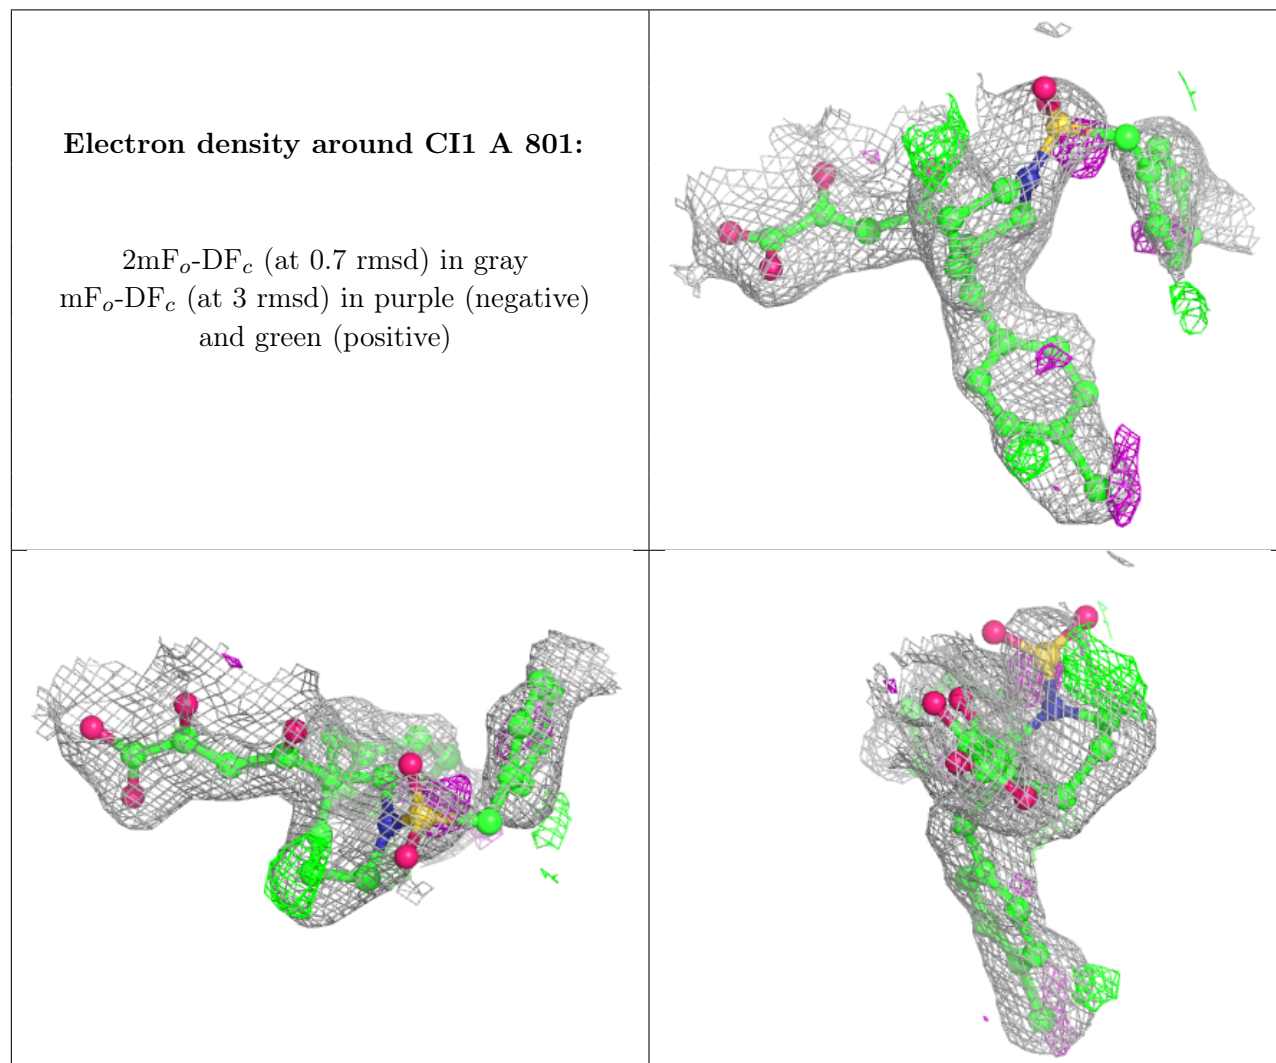 Electron density around CI1 A 801:
2mFo-DFc (at 0.7 rmsd) in gray
mFo-DFc (at 3 rmsd) in purple (negative)
and green (positive)